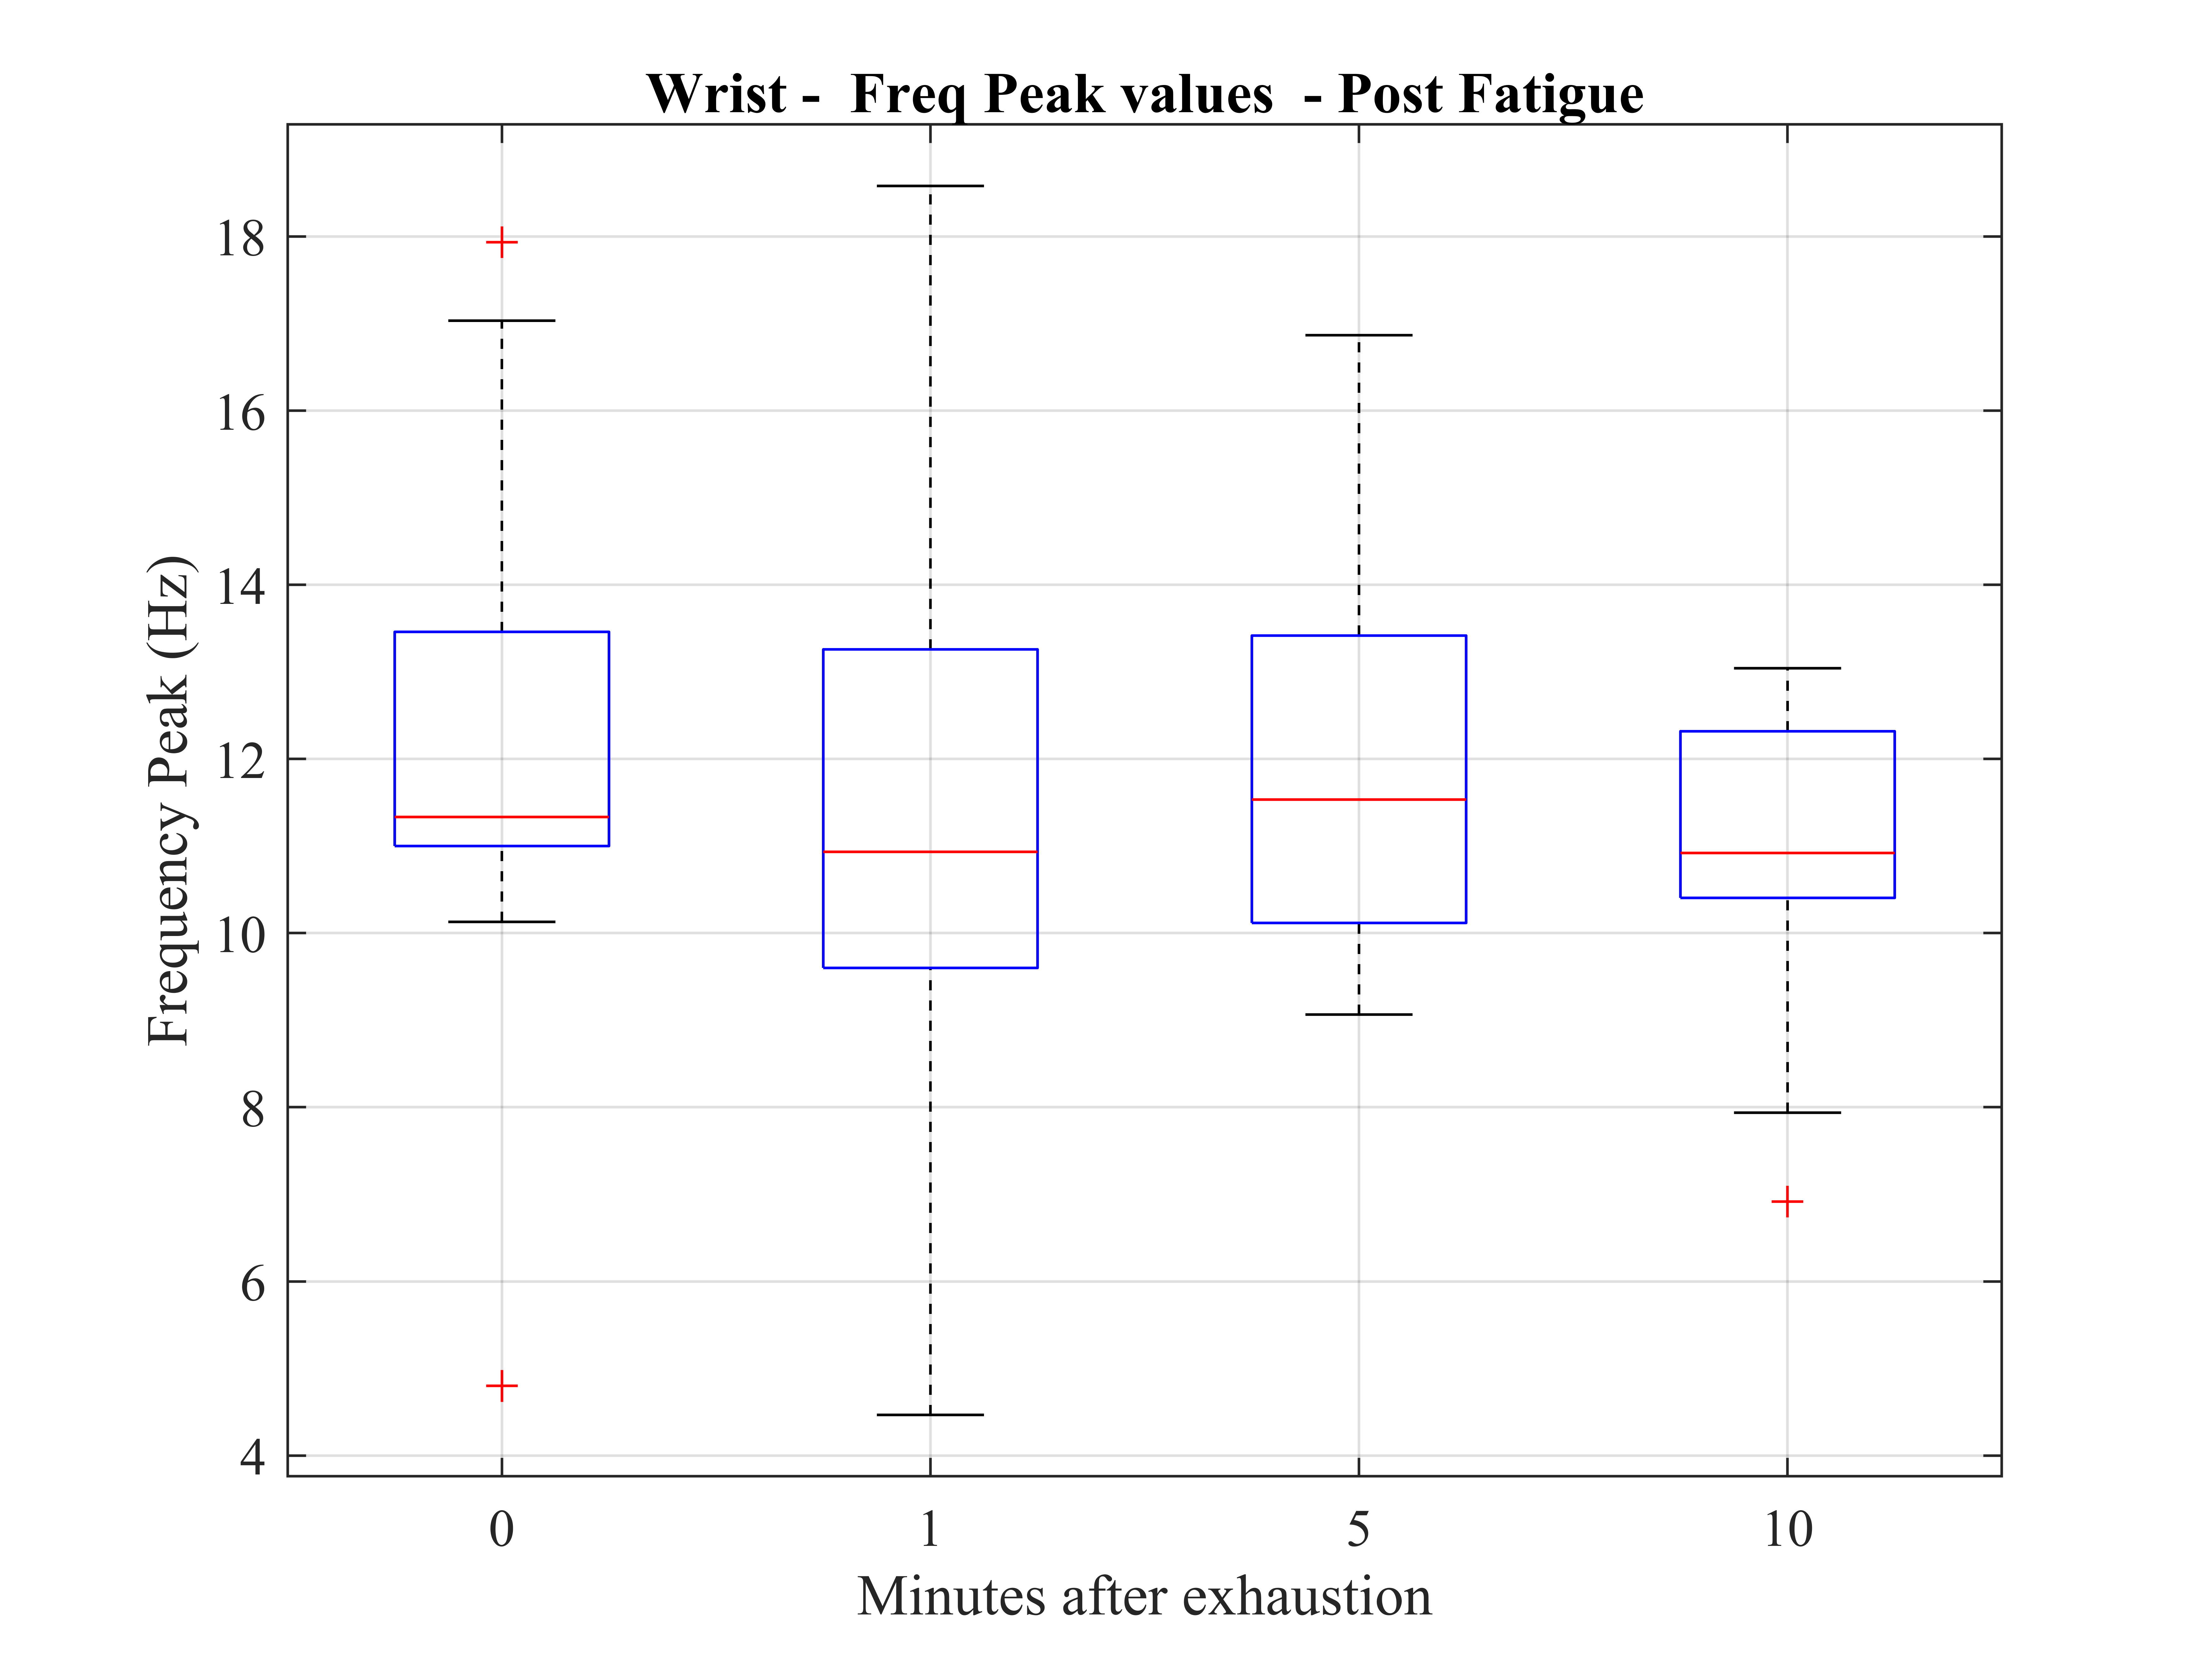 Wrist -  Freq Peak values  - Post Fatigue
Frequency Peak (Hz)
18
16
14
12
10
8
6
4
0 1 5 10
Minutes after exhaustion